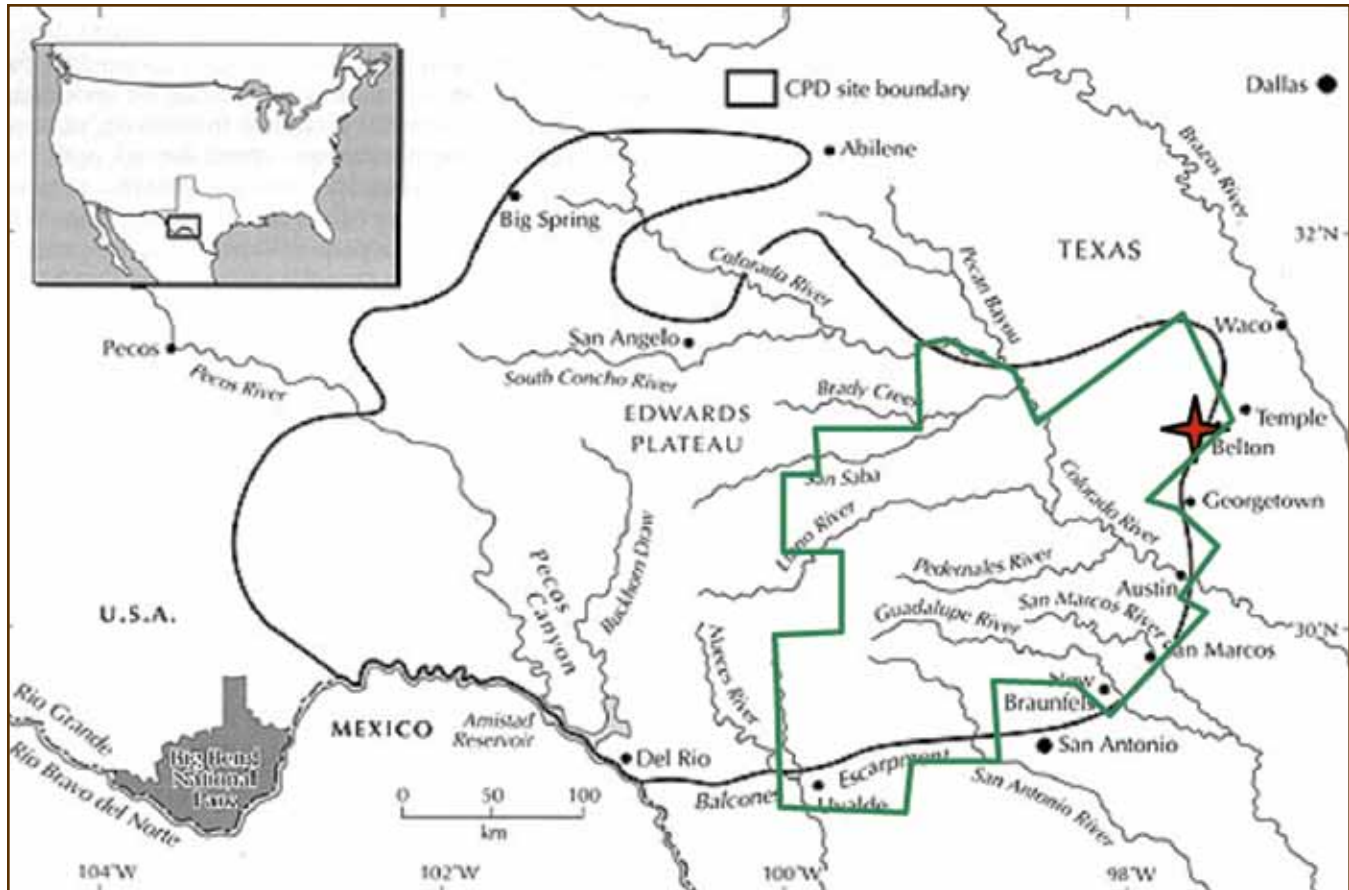 CPD site boundary
Dallas
Brazos River
Abilene
Big Spring
32°N
TEXAS
Pecan Bayou
Colorado River
Waco
San Angelo
Pecos
Pecos River
South Concho River
Brady Creek
EDWARDS
PLATEAU
Temple
Belton
San Saba
Colorado River
Georgetown
Llano River
Pecos
Canyon
Buckhorn Draw
Pedernales River
Austin
U.S.A.
San Marcos River
Guadalupe River
30°N
Nueces River
San Marcos
New
Braunfels
Rio Grande
MEXICO
Amistad
Reservoir
Big Bend
National
Park
Rio Bravo del Norte
Del Rio
San Antonio
Balcones
Escarpment
Uvalde
San Antonio River
0 50 100
km
104°W
102°W
100°W
98°W